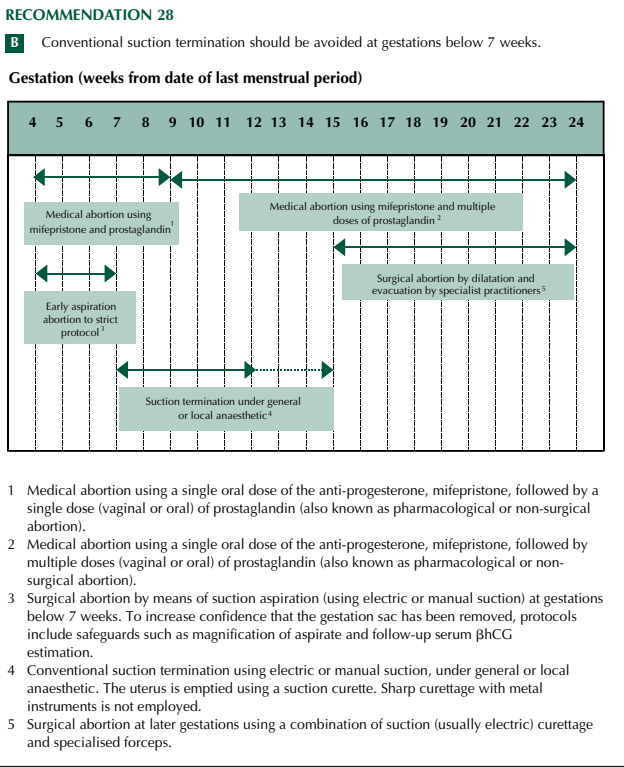 RECOMMENDATION 28
B Conventional suction termination should be avoided at gestations below 7 weeks.
Gestation (weeks from date of last menstrual period)
4 5 6 7 8 9 10 11 12 13 14 15 16 17 18 19 20 21 22 23 24
Medical abortion using
mifepristone and prostaglandin1
Medical abortion using mifepristone and multiple
doses of prostaglandin 2
Surgical abortion by dilatation and
evacuation by specialist practitioners5
Early aspiration
abortion to strict
protocol3
Suction termination under general
or local anaesthetic4
1 Medical abortion using a single oral dose of the anti-progesterone, mifepristone, followed by a
single dose (vaginal or oral) of prostaglandin (also known as pharmacological or non-surgical
abortion).
2 Medical abortion using a single oral dose of the anti-progesterone, mifepristone, followed by
multiple doses (vaginal or oral) of prostaglandin (also known as pharmacological or non-
surgical abortion).
3 Surgical abortion by means of suction aspiration (using electric or manual suction) at gestations
below 7 weeks. To increase confidence that the gestation sac has been removed, protocols
include safeguards such as magnification of aspirate and follow-up serum βhCG
estimation.
4 Conventional suction termination using electric or manual suction, under general or local
anaesthetic. The uterus is emptied using a suction curette. Sharp curettage with metal
instruments is not employed.
5 Surgical abortion at later gestations using a combination of suction (usually electric) curettage
and specialised forceps.